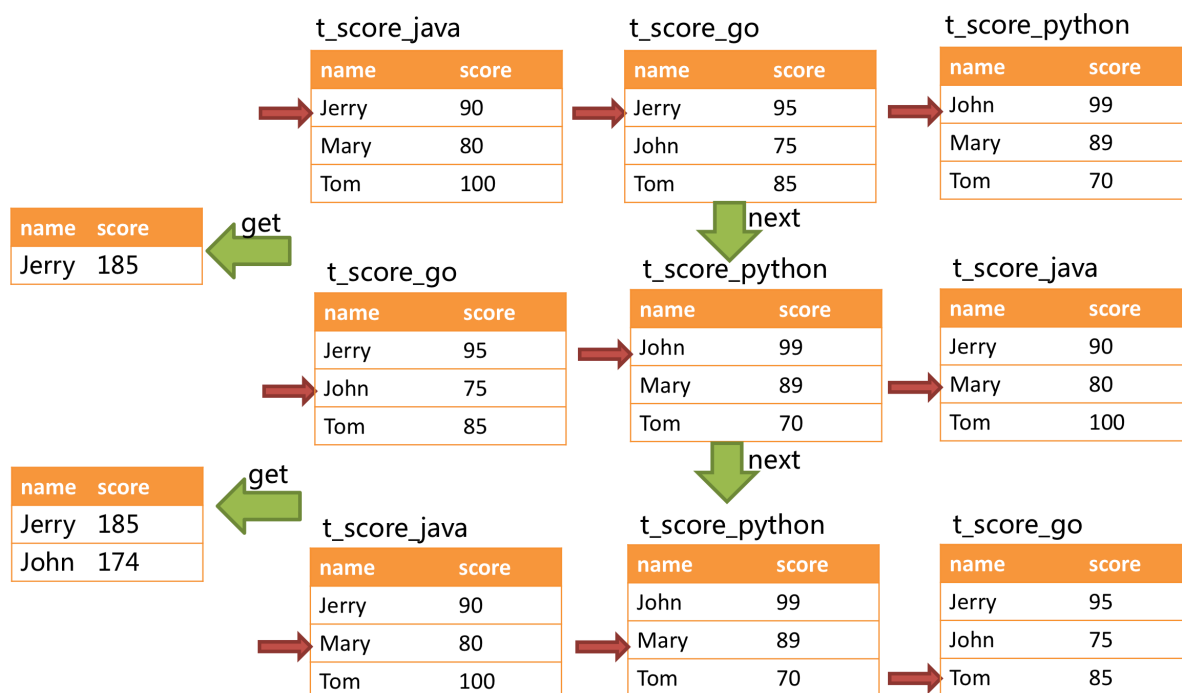 t_score_java t_score_go t_score_python
name score name score name score
Jerry 90 Jerry 95 John 99
Mary 80 John 75 Mary 89
Tom 100 Tom 85 Tom 70
get next
name score
Jerry 185
t_score_go t_score_python t_score_java
name score name score name score
Jerry 95 John 99 Jerry 90
John 75 Mary 89 Mary 80
Tom 85 Tom 70 Tom 100
get next
name score
Jerry 185
John 174
t_score_java t_score_python t_score_go
name score name score name score
Jerry 90 John 99 Jerry 95
Mary 80 Mary 89 John 75
Tom 100 Tom 70 Tom 85